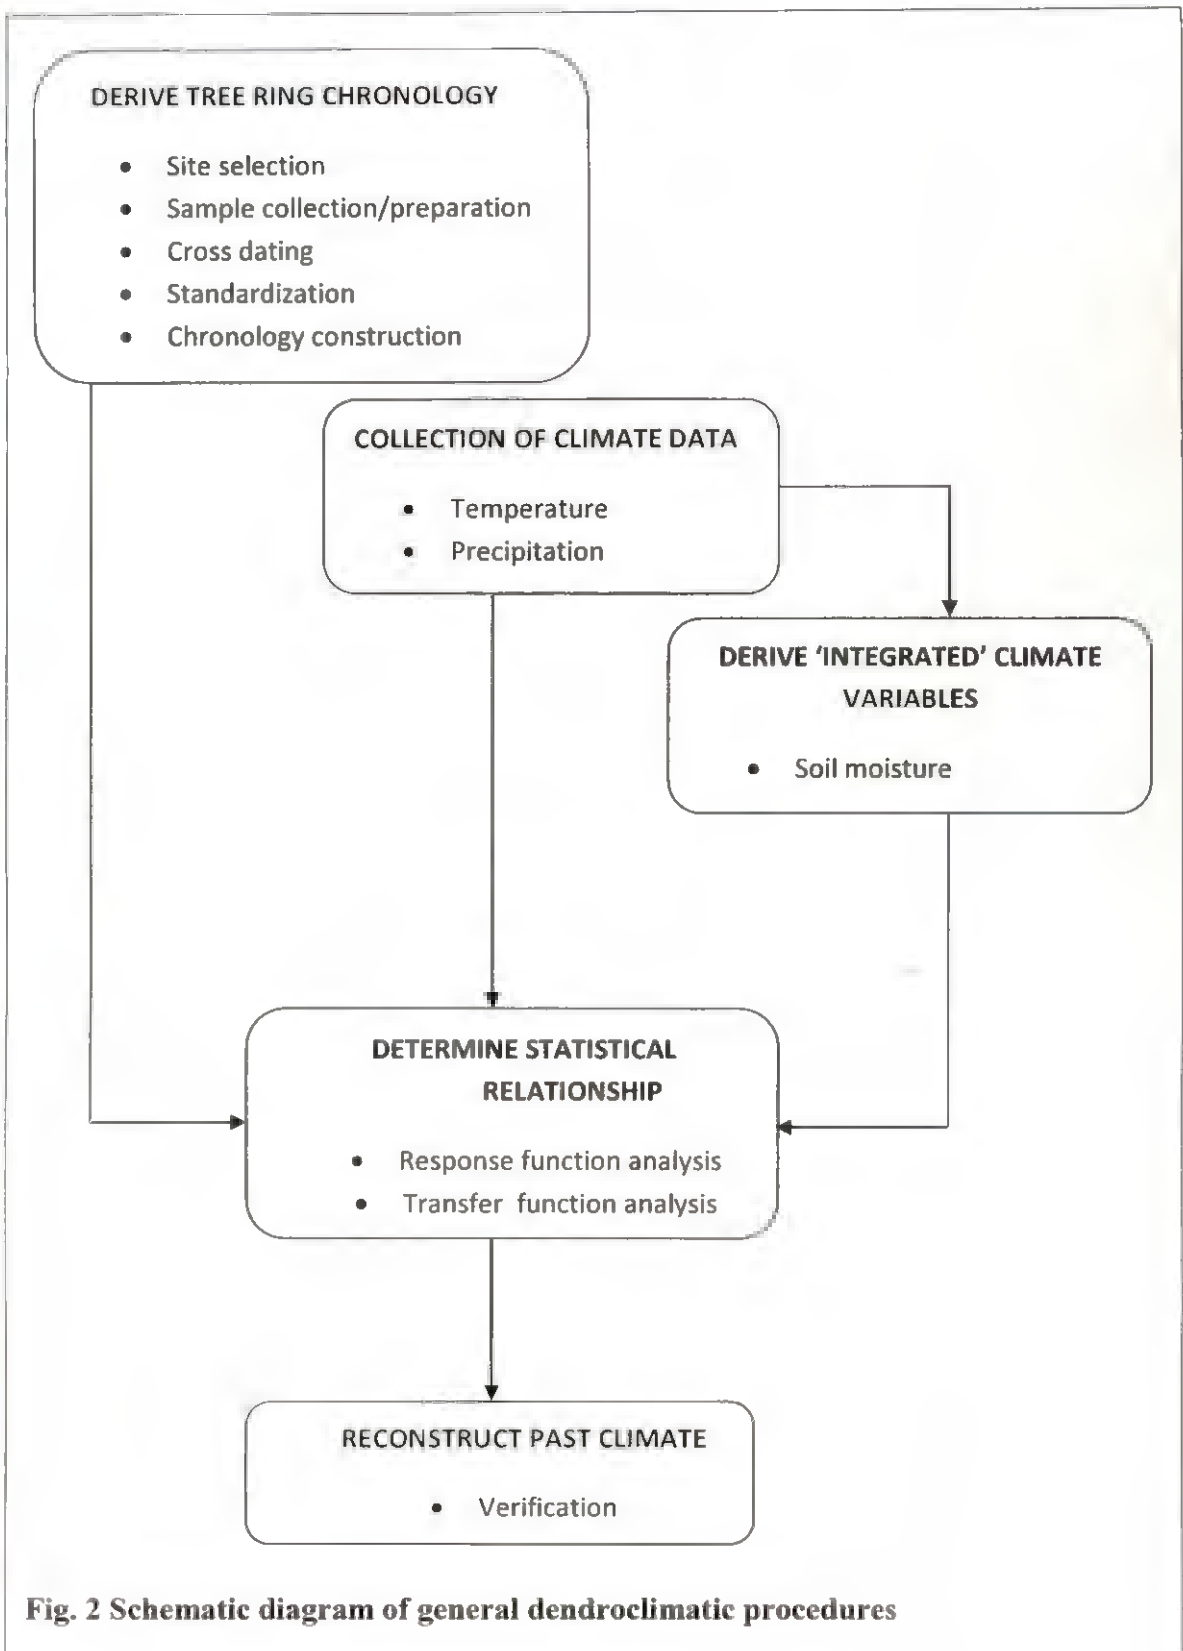 DERIVE TREE RING CHRONOLOGY
• Site selection
• Sample collection/preparation
• Cross dating
• Standardization
• Chronology construction
COLLECTION OF CLIMATE DATA
• Temperature
• Precipitation
DERIVE ‘INTEGRATED’ CLIMATE
VARIABLES
• Soil moisture
DETERMINE STATISTICAL
RELATIONSHIP
• Response function analysis
• Transfer function analysis
RECONSTRUCT PAST CLIMATE
• Verification
Fig. 2 Schematic diagram of general dendroclimatic procedures